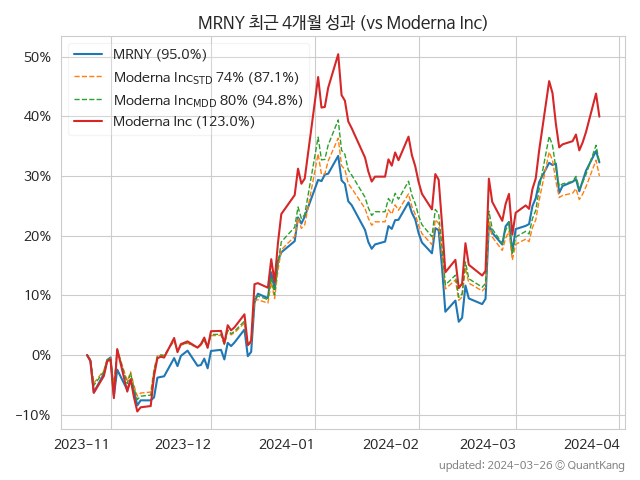 MRNY 최근 4개월 성과 (vs Moderna Inc)
MRNY (95.0%)
Moderna IncSTD 74% (87.1%)
Moderna IncMDD 80% (94.8%)
Moderna Inc (123.0%)
50%
40%
30%
20%
10%
0%
−10%
2023-11
2023-12
2024-01
2024-02
2024-03
2024-04
updated: 2024-03-26 © QuantKang